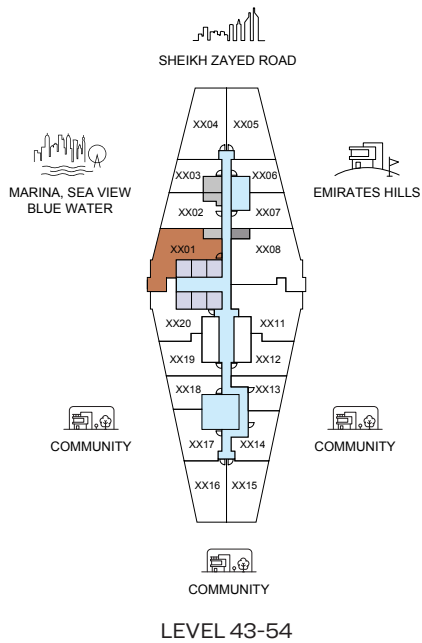 SHEIKH ZAYED ROAD
XX04 XX05
XX03 XX06
MARINA, SEA VIEW
BLUE WATER
EMIRATES HILLS
XX02 XX07
XX01 XX08
XX20 XX11
XX19 XX12
XX18 XX13
COMMUNITY
COMMUNITY
XX17 XX14
XX16 XX15
COMMUNITY
LEVEL 43-54